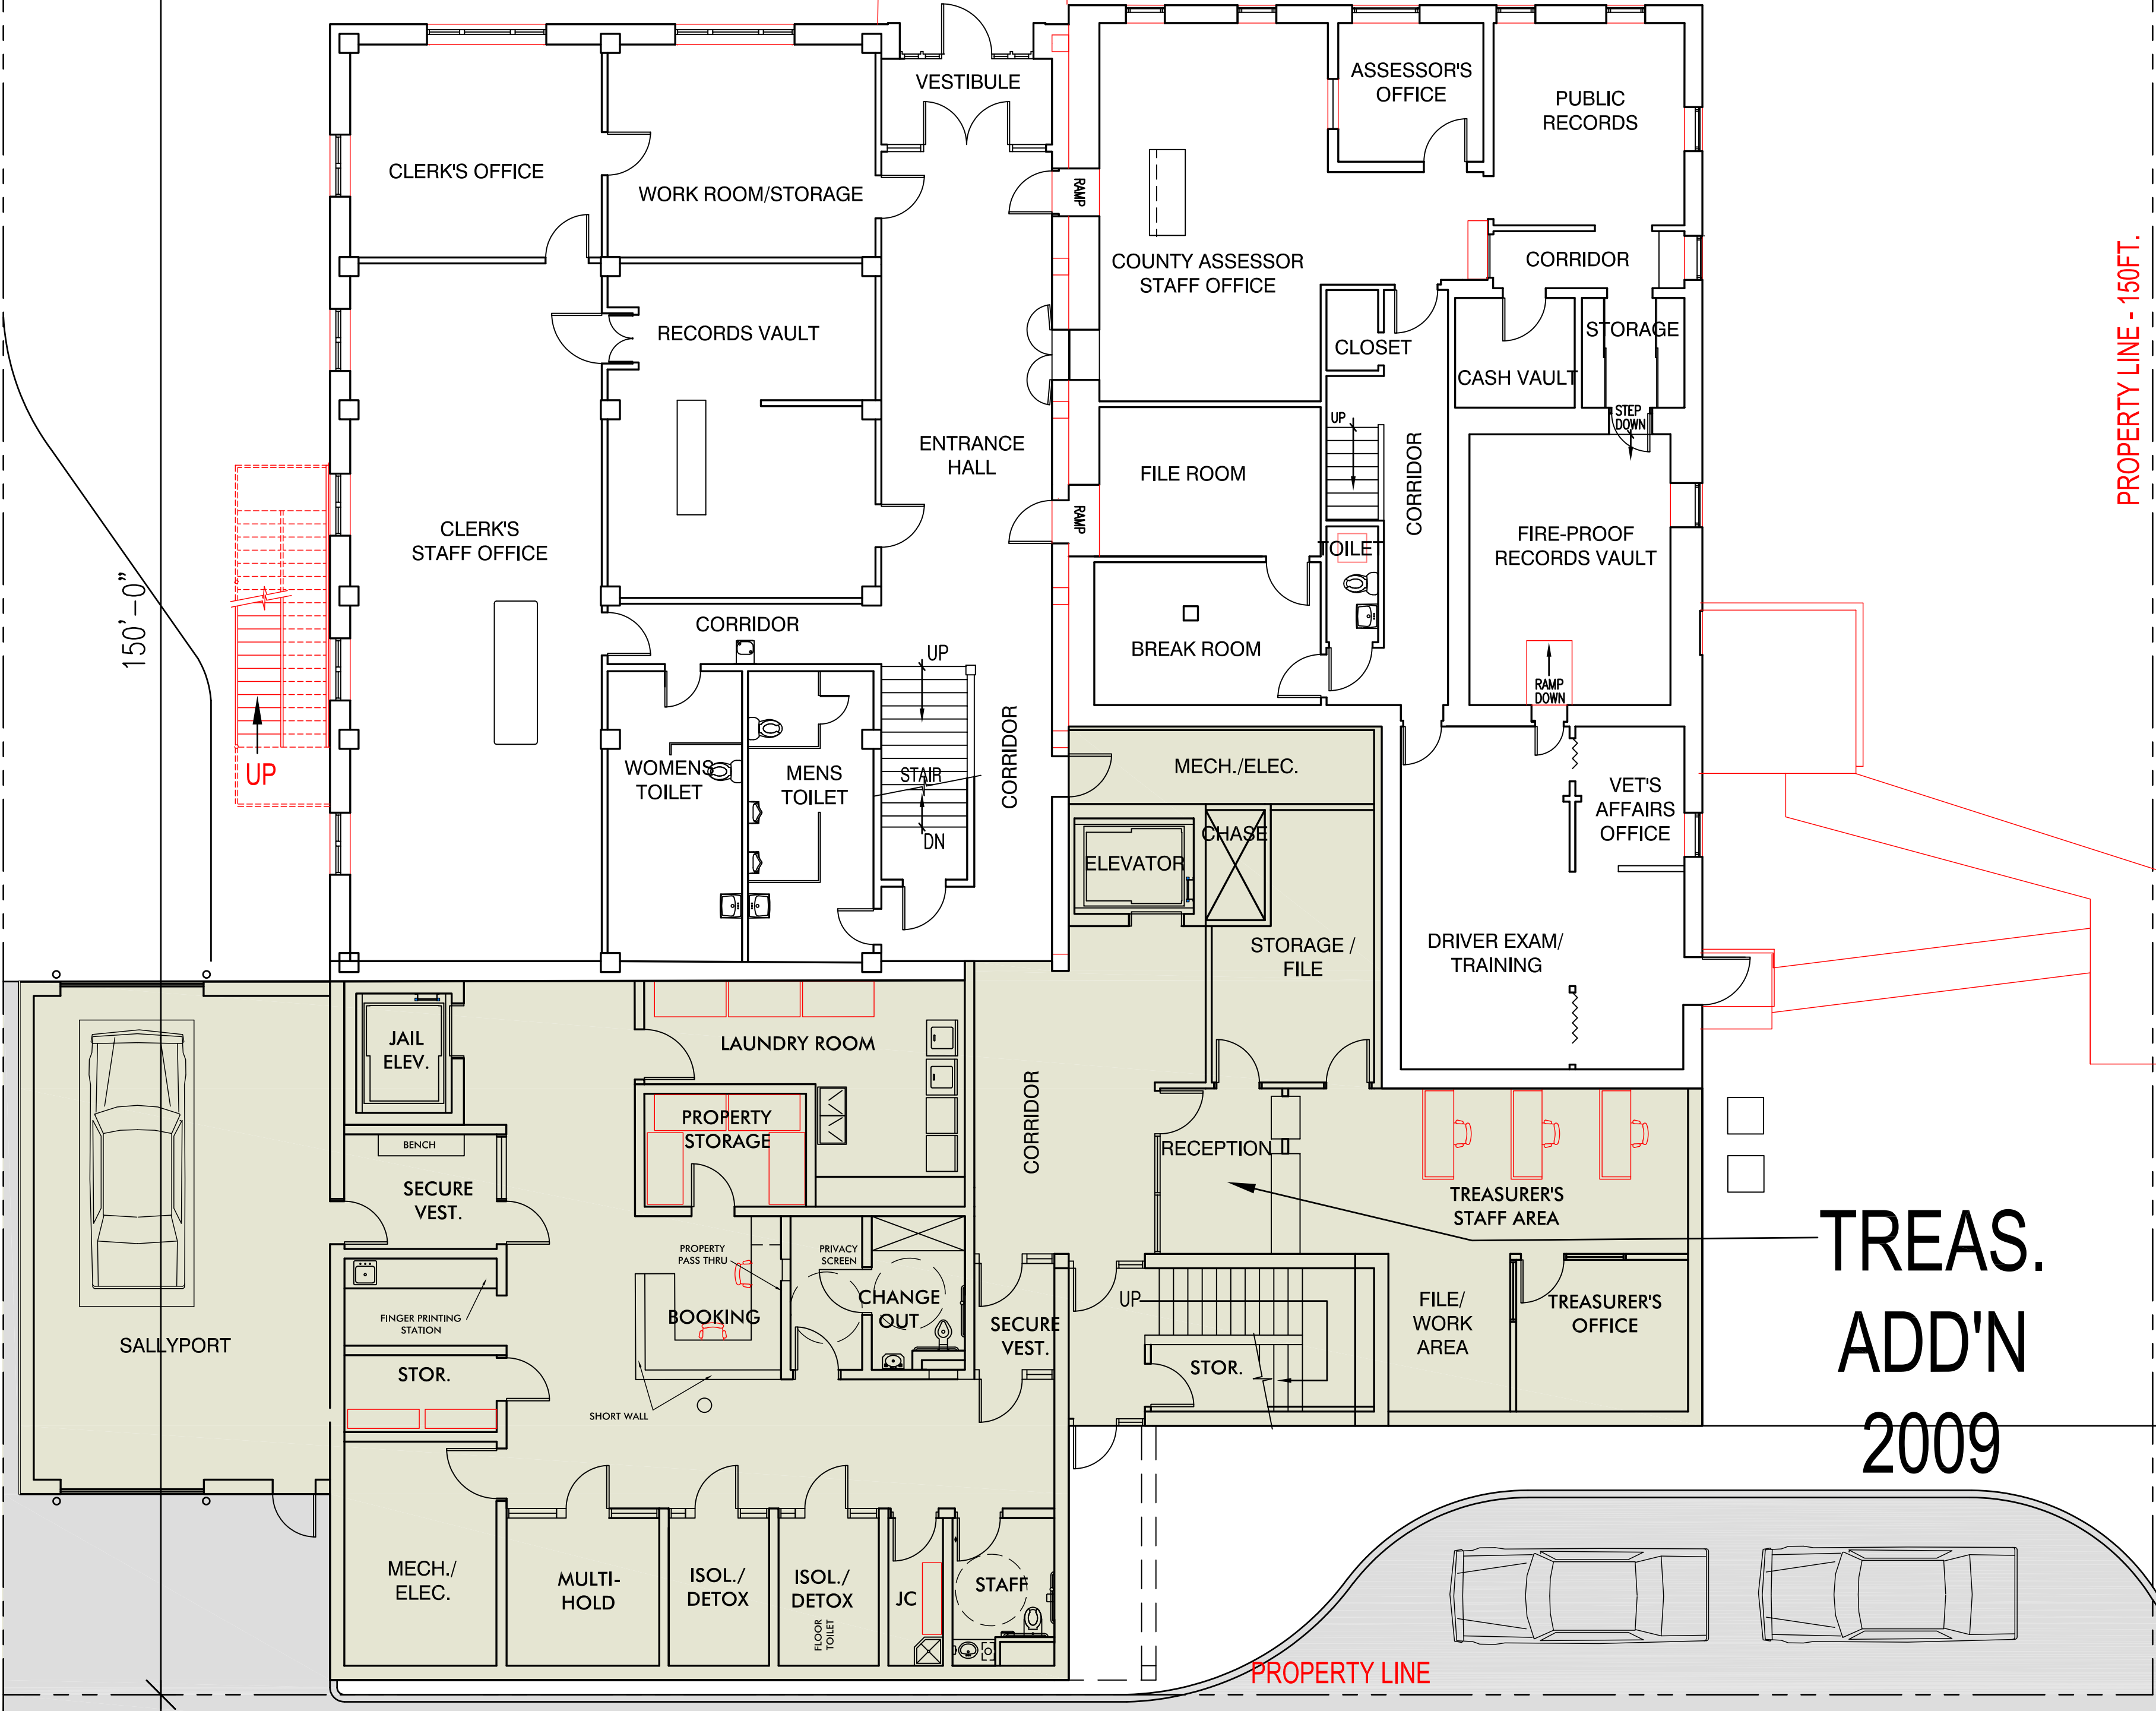 VESTIBULE
ASSESSOR'S
OFFICE
PUBLIC
RECORDS
CLERK'S OFFICE
WORK ROOM/STORAGE
RAMP
COUNTY ASSESSOR
STAFF OFFICE
CORRIDOR
PROPERTY LINE - 150FT.
RECORDS VAULT
CLOSET
STORAGE
CASH VAULT
STEP
DOWN
UP
ENTRANCE
HALL
FILE ROOM
CORRIDOR
RAMP
CLERK'S
STAFF OFFICE
TOILET
FIRE-PROOF
RECORDS VAULT
150'-0"
CORRIDOR
BREAK ROOM
UP
RAMP
DOWN
UP
WOMENS
TOILET
MENS
TOILET
STAIR
CORRIDOR
MECH./ELEC.
VET'S
AFFAIRS
OFFICE
DN
ELEVATOR
CHASE
STORAGE /
FILE
DRIVER EXAM/
TRAINING
JAIL
ELEV.
LAUNDRY ROOM
CORRIDOR
PROPERTY
STORAGE
BENCH
RECEPTION
SECURE
VEST.
TREASURER'S
STAFF AREA
TREAS.
ADD'N
2009
PROPERTY
PASS THRU
PRIVACY
SCREEN
CHANGE
OUT
BOOKING
FINGER PRINTING
STATION
SALLYPORT
SECURE
VEST.
UP
FILE/
WORK
AREA
TREASURER'S
OFFICE
STOR.
STOR.
SHORT WALL
MECH./
ELEC.
MULTI-
HOLD
ISOL./
DETOX
ISOL./
DETOX
FLOOR
TOILET
JC
STAFF
PROPERTY LINE